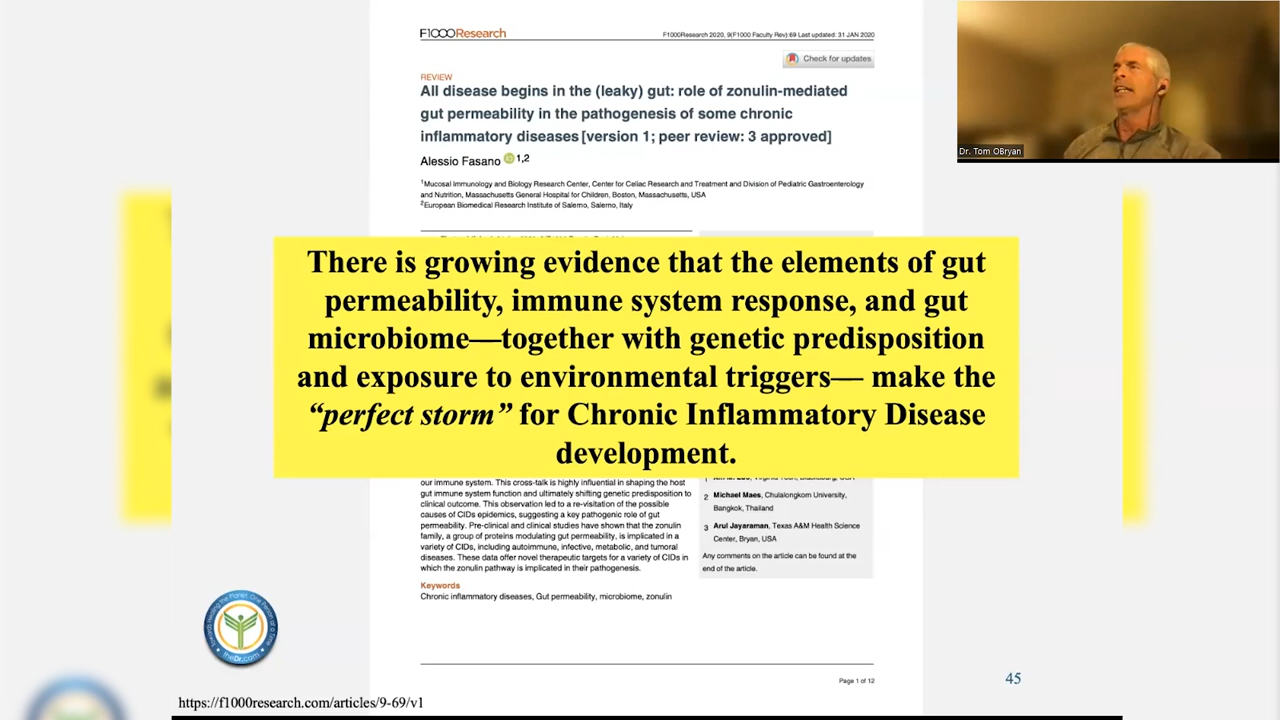 F1000Research
F1000Research 2020, 9(F1000 Faculty Rev):69 Last updated: 31 JAN 2020
Check for updates
REVIEW
All disease begins in the (leaky) gut: role of zonulin-mediated
gut permeability in the pathogenesis of some chronic
inflammatory diseases [version 1; peer review: 3 approved]
Alessio Fasano iD 1,2
1Mucosal Immunology and Biology Research Center, Center for Celiac Research and Treatment and Division of Pediatric Gastroenterology
and Nutrition, Massachusetts General Hospital for Children, Boston, Massachusetts, USA
2European Biomedical Research Institute of Salerno, Salerno, Italy
Dr. Tom OBryan
There is growing evidence that the elements of gut
permeability, immune system response, and gut
microbiome—together with genetic predisposition
and exposure to environmental triggers— make the
“perfect storm” for Chronic Inflammatory Disease
development.
our immune system. This cross-talk is highly influential in shaping the host
gut immune system function and ultimately shifting genetic predisposition to
clinical outcome. This observation led to a re-visitation of the possible
causes of CIDs epidemics, suggesting a key pathogenic role of gut
permeability. Pre-clinical and clinical studies have shown that the zonulin
family, a group of proteins modulating gut permeability, is implicated in a
variety of CIDs, including autoimmune, infective, metabolic, and tumoral
diseases. These data offer novel therapeutic targets for a variety of CIDs in
which the zonulin pathway is implicated in their pathogenesis.
Keywords
Chronic inflammatory diseases, Gut permeability, microbiome, zonulin
2 Michael Maes, Chulalongkorn University,
Bangkok, Thailand
3 Arul Jayaraman, Texas A&M Health Science
Center, Bryan, USA
Any comments on the article can be found at the
end of the article.
theDr.com
Page 1 of 12
45
https://f1000research.com/articles/9-69/v1